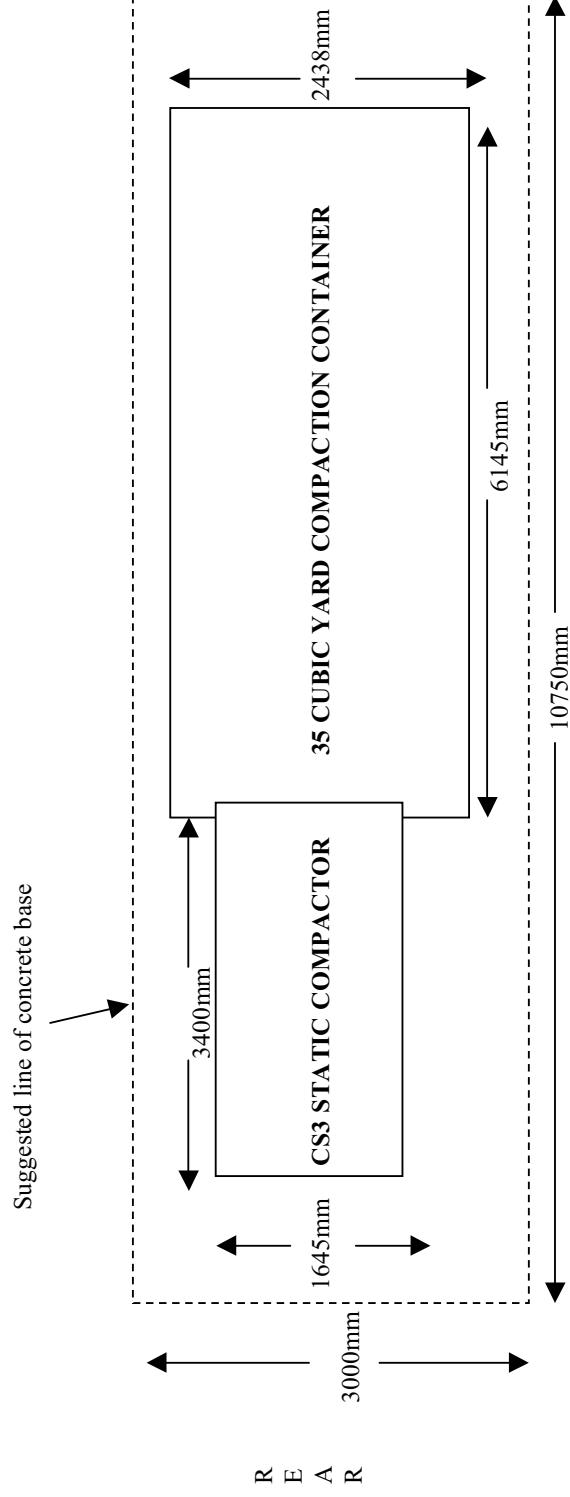 Suggested line of concrete base
3400mm
2438mm
CS3 STATIC COMPACTOR
35 CUBIC YARD COMPACTION CONTAINER
1645mm
3000mm
6145mm
10750mm
R
E
A
R